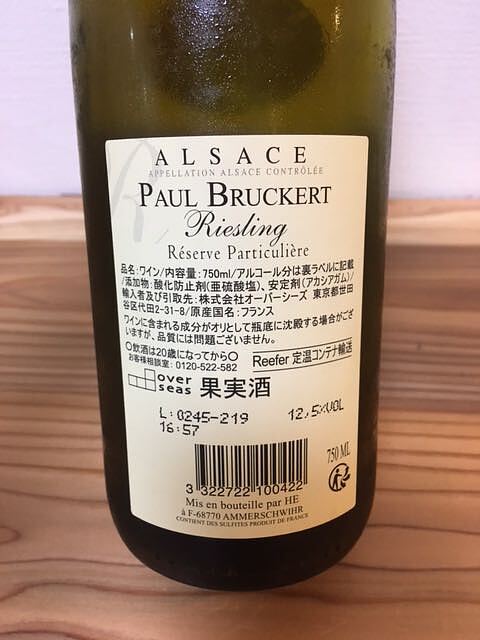 ALSACE
APPELLATION ALSACE CONTRÔLÉE
PAUL BRUCKERT
Riesling
Réserve Particulière
品名:ワイン/内容量:750ml/アルコール分は裏ラベルに記載
/添加物:酸化防止剤(亜硫酸塩)、安定剤(アカシアガム)/
輸入者及び引取先:株式会社オーバーシーズ 東京都世田
谷区代田2-31-8/原産国名:フランス
ワインに含まれる成分がオリとして瓶底に沈殿する場合がござ
いますが、品質には問題ございません。
〇飲酒は20歳になってから〇
お客様相談室:0120-522-582
Reefer 定温コンテナ輸送
over
seas 果実酒
L:0245-219 12,5%VOL
16:57
750 ML
3 322722 100422
Mis en bouteille par HE
à F-68770 AMMERSCHWIHR
CONTIENT DES SULFITES PRODUIT DE FRANCE